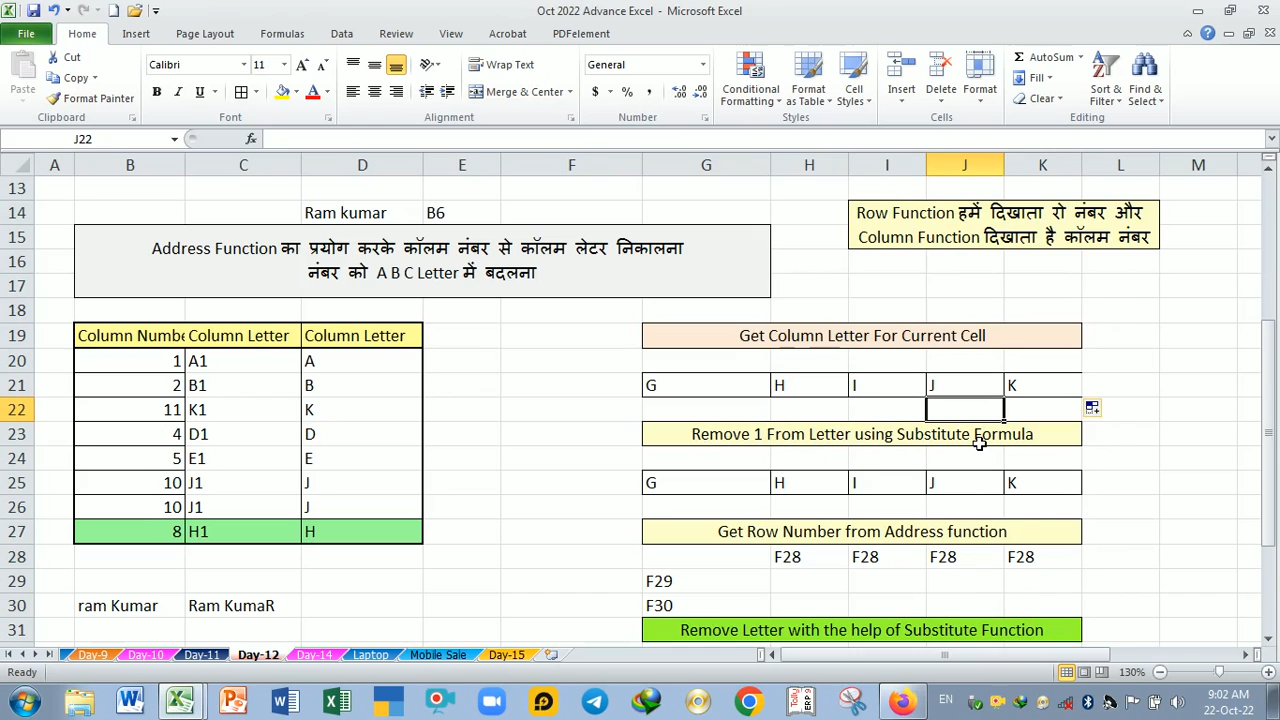 Oct 2022 Advance Excel - Microsoft Excel
File Home Insert Page Layout Formulas Data Review View Acrobat PDFelement
Paste
Cut
Copy
Format Painter
Clipboard
Calibri 11
B I U
Font
Wrap Text
Merge & Center
Alignment
General
$ % ,
Number
Conditional Formatting
Format as Table
Cell Styles
Styles
Insert
Delete
Format
Cells
AutoSum
Fill
Clear
Sort & Filter
Find & Select
Editing
J22 fx
A B C D E F G H I J K L M
13
14 Ram kumar B6 Row Function हमें दिखाता रो नंबर और
15 Address Function का प्रयोग करके कॉलम नंबर से कॉलम लेटर निकालना Column Function दिखाता है कॉलम नंबर
16 नंबर को A B C Letter में बदलना
17
18
19 Column Numbe Column Letter Column Letter Get Column Letter For Current Cell
20 1 A1 A
21 2 B1 B G H I J K
22 11 K1 K
23 4 D1 D Remove 1 From Letter using Substitute Formula
24 5 E1 E
25 10 J1 J G H I J K
26 10 J1 J
27 8 H1 H Get Row Number from Address function
28 F28 F28 F28 F28
29 F29
30 ram Kumar Ram KumaR F30
31 Remove Letter with the help of Substitute Function
Day-9 Day-10 Day-11 Day-12 Day-14 Laptop Mobile Sale Day-15
Ready 130%
EN 9:02 AM
22-Oct-22